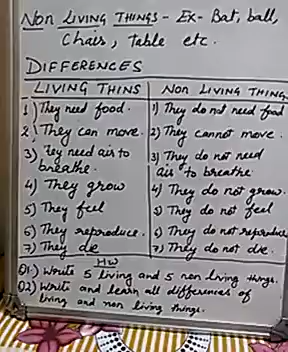 Non Living Things - Ex- Bat, ball,
Chair, Table etc.
DIFFERENCES
LIVING THINS | NON LIVING THING
1) They need food. | 1) They do not need food
2) They can move. | 2) They cannot move.
3) ey need air to | 3) They do not need
breathe. | air to breathe.
4) They grow | 4) They do not grow.
5) They feel | 5) They do not feel
6) They reproduce. | 6) They do not reproduce
7) They die | 7) They do not die.
HW
Q1.) Write 5 living and 5 non living things.
Q2) Write and learn all differences of
living and non living things.